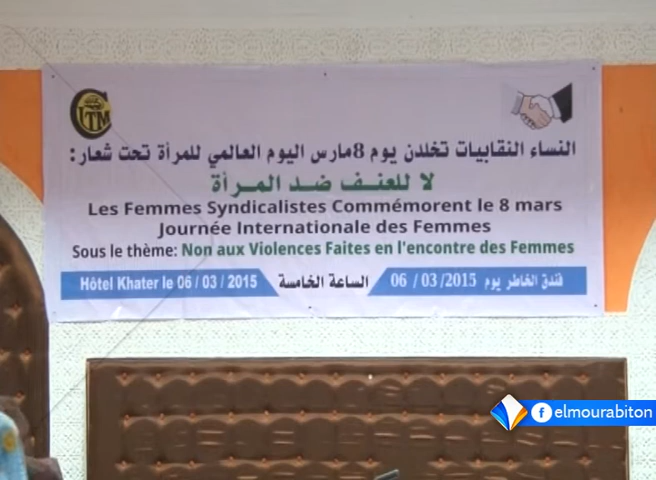 CLTM
النساء النقابيات تخلدن يوم 8مارس اليوم العالمي للمرأة تحت شعار:
لا للعنف ضد المرأة
Les Femmes Syndicalistes Commémorent le 8 mars
Journée Internationale des Femmes
Sous le thème: Non aux Violences Faites en l'encontre des Femmes
Hôtel Khater le 06 / 03 / 2015 الساعة الخامسة فندق الخاطر يوم 06 / 03 /2015
elmourabiton